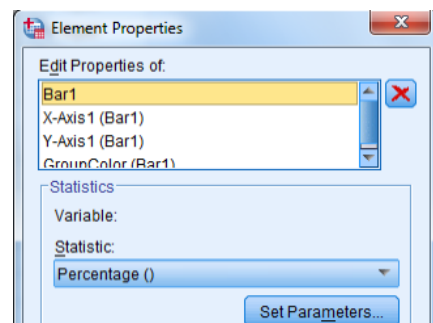 Element Properties
Edit Properties of:
Bar1
X-Axis1 (Bar1)
Y-Axis1 (Bar1)
GroupColor (Bar1)
Statistics
Variable:
Statistic:
Percentage ()
Set Parameters...